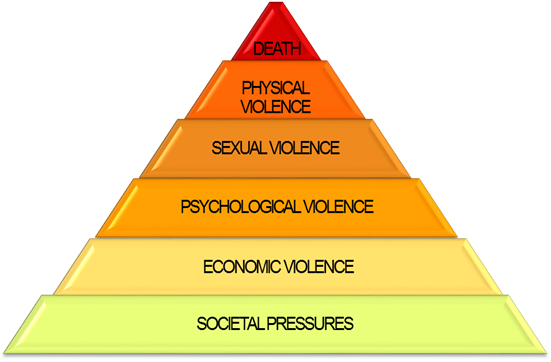 DEATH
PHYSICAL
VIOLENCE
SEXUAL VIOLENCE
PSYCHOLOGICAL VIOLENCE
ECONOMIC VIOLENCE
SOCIETAL PRESSURES